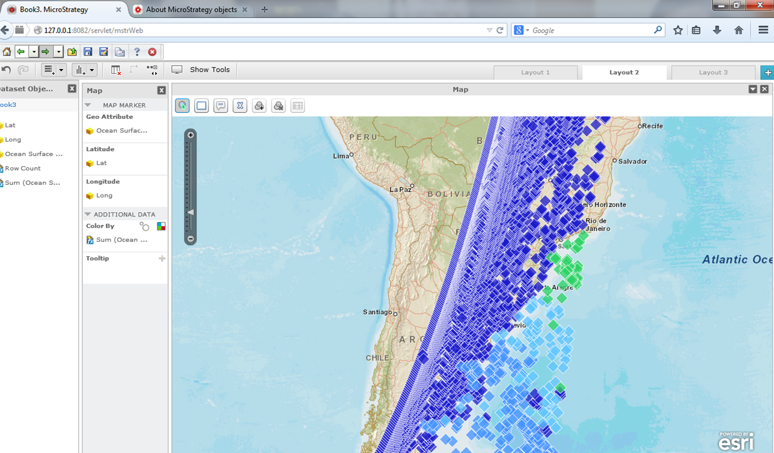 Book3. MicroStrategy
About MicroStrategy objects
127.0.0.1:8082/servlet/mstrWeb
Google
Show Tools
Layout 1
Layout 2
Layout 3
ataset Obje...
ook3
Lat
Long
Ocean Surface ...
Row Count
Sum (Ocean S...
Map
MAP MARKER
Geo Attribute
Ocean Surfac...
Latitude
Lat
Longitude
Long
ADDITIONAL DATA
Color By
Sum (Ocean ...
Tooltip
Map
PERU
B
Recife
Lima
Salvador
La Paz
BOLIVIA
Horizonte
Rio de
Janeiro
Atlantic Oce
Santiago
AR
CHILE
POWERED BY
esri